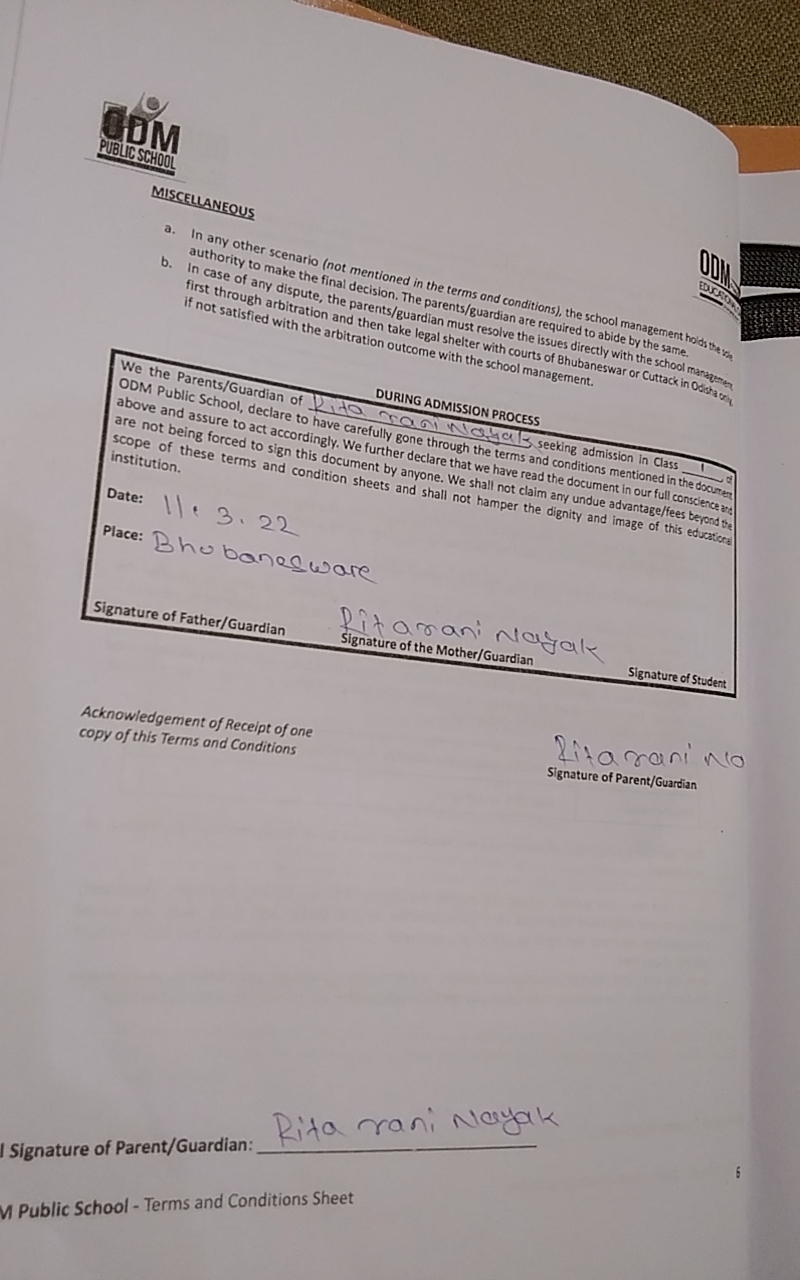 ODM
PUBLIC SCHOOL
ODM
EDUCATIONAL
MISCELLANEOUS
a. In any other scenario (not mentioned in the terms and conditions), the school management holds the sole
authority to make the final decision. The parents/guardian are required to abide by the same.
b. In case of any dispute, the parents/guardian must resolve the issues directly with the school management
first through arbitration and then take legal shelter with courts of Bhubaneswar or Cuttack in Odisha only,
if not satisfied with the arbitration outcome with the school management.
DURING ADMISSION PROCESS
We the Parents/Guardian of Rita rani Nayak seeking admission in Class I of
ODM Public School, declare to have carefully gone through the terms and conditions mentioned in the document
above and assure to act accordingly. We further declare that we have read the document in our full conscience and
are not being forced to sign this document by anyone. We shall not claim any undue advantage/fees beyond the
scope of these terms and condition sheets and shall not hamper the dignity and image of this educational
institution.
Date: 11. 3. 22
Place: Bhubanesware
Ritarani Nayak
Signature of Father/Guardian Signature of the Mother/Guardian Signature of Student
Acknowledgement of Receipt of one
copy of this Terms and Conditions
Ritarani Na
Signature of Parent/Guardian
l Signature of Parent/Guardian: Rita rani Nayak
6
M Public School - Terms and Conditions Sheet